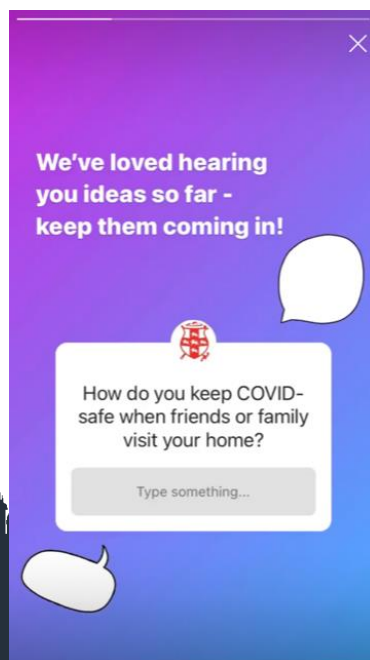 We've loved hearing
you ideas so far -
keep them coming in!
How do you keep COVID-
safe when friends or family
visit your home?
Type something...